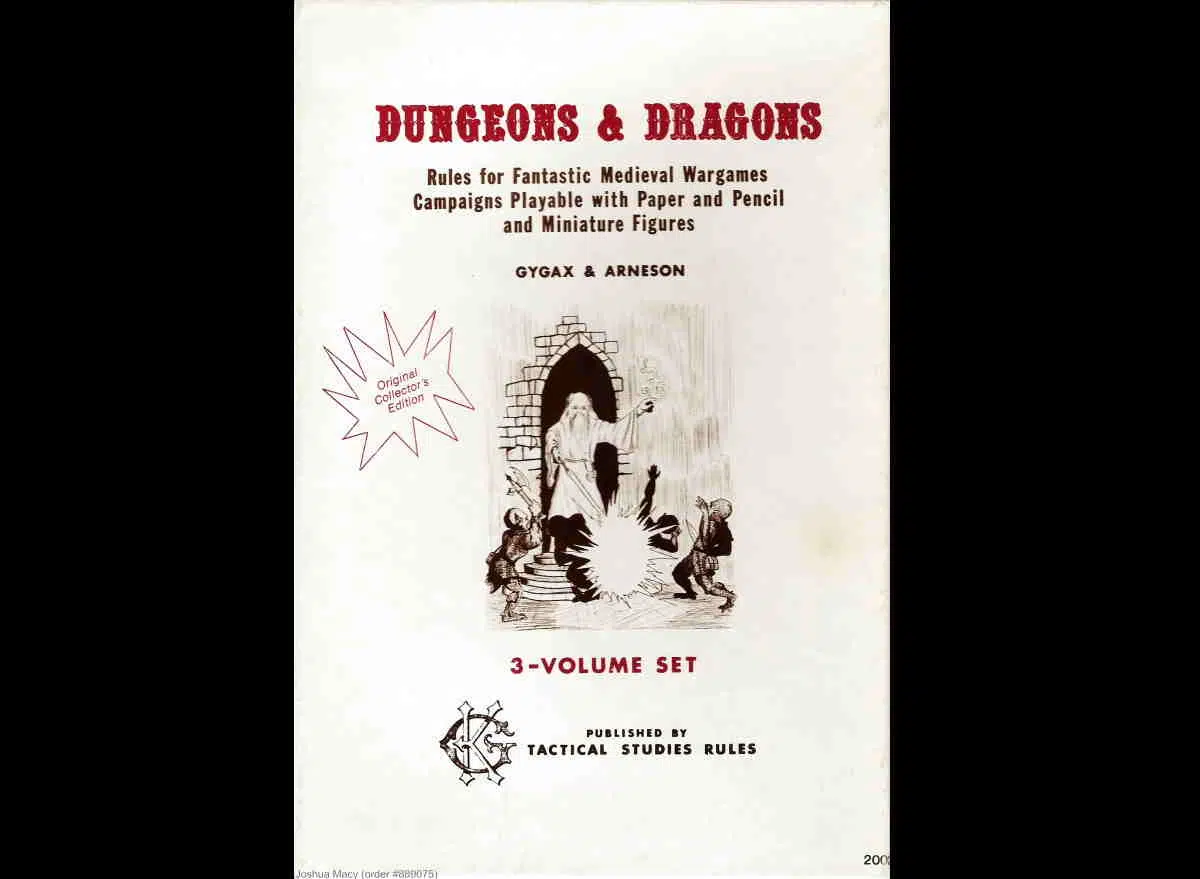 DUNGEONS & DRAGONS
Rules for Fantastic Medieval Wargames
Campaigns Playable with Paper and Pencil
and Miniature Figures
GYGAX & ARNESON
Original
Collector's
Edition
3-VOLUME SET
GK
PUBLISHED BY
TACTICAL STUDIES RULES
Joshua Macy (order #889075)